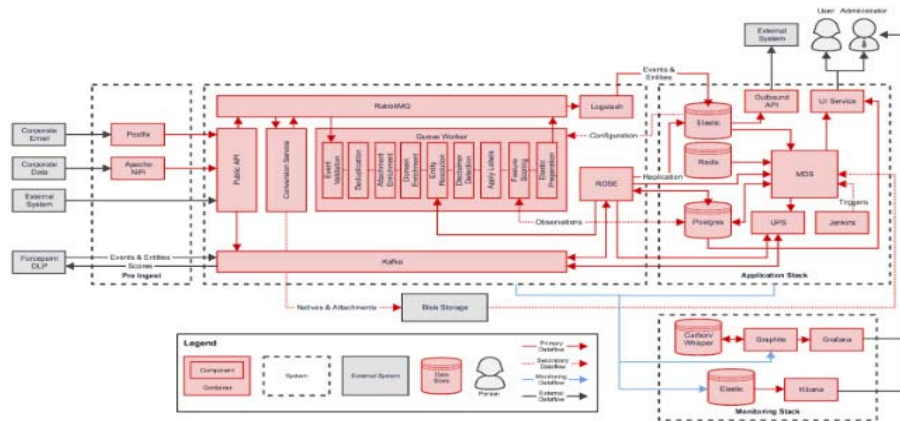 User
Administrator
External
System
Events &
Entities
RabbitMQ
Logstash
Outbound
API
UI Service
Elastic
Corporate
Email
Postfix
Queue Worker
Configuration
Public API
Conversion Service
Event
Validation
Deduplication
Attachment
Enrichment
Domain
Enrichment
Entity
Resolution
Disclaimer
Detection
Apply Labels
Feature
Scoring
Elastic
Preparation
Corporate
Data
Apache
NiFi
Redis
MDS
ROSE
Replication
External
System
Triggers
Observations
Postgres
UPS
Jenkins
Forcepoint
DLP
Events & Entities
Scores
Pre Ingest
Kafka
Application Stack
Natives & Attachments
Blob Storage
Legend
Component
Container
System
External System
Data
Store
Person
Primary
Dataflow
Secondary
Dataflow
Monitoring
Dataflow
External
Dataflow
Carbon/
Whisper
Graphite
Grafana
Elastic
Kibana
Monitoring Stack